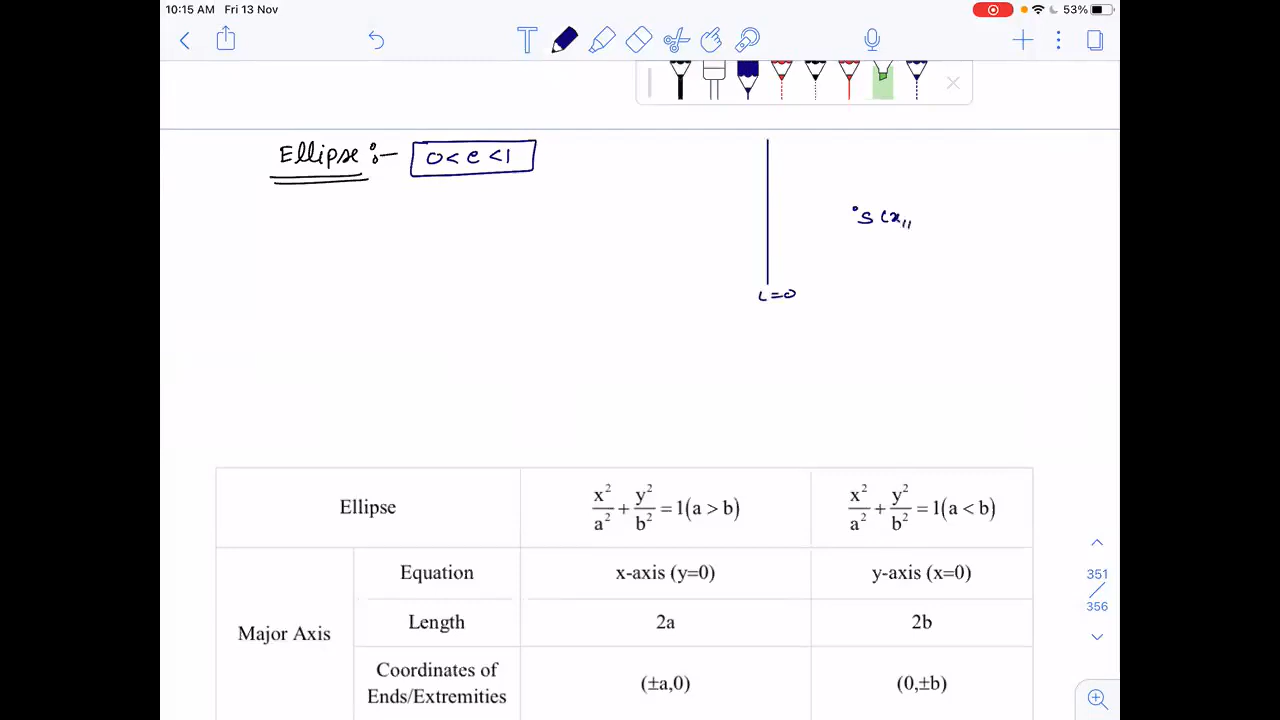 10:15 AM Fri 13 Nov
53%
T
Ellipse :- 0 < e < 1
S (x₁,
L=0
Ellipse x²/a² + y²/b² = 1(a > b) x²/a² + y²/b² = 1(a < b)
Major Axis
Equation x-axis (y=0) y-axis (x=0)
Length 2a 2b
Coordinates of
Ends/Extremities (±a,0) (0,±b)
351
/
356